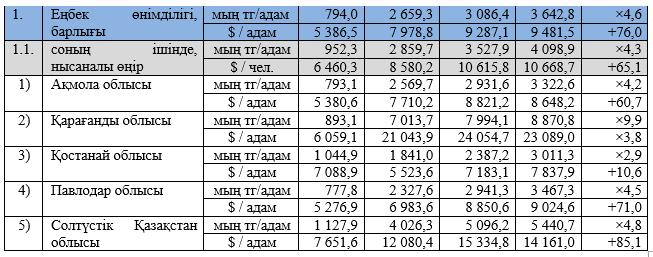 1. Еңбек өнімділігі, барлығы мың тг/адам 794,0 2 659,3 3 086,4 3 642,8 ×4,6
$ / адам 5 386,5 7 978,8 9 287,1 9 481,5 +76,0
1.1. соның ішінде, нысаналы өңір мың тг/адам 952,3 2 859,7 3 527,9 4 098,9 ×4,3
$ / чел. 6 460,3 8 580,2 10 615,8 10 668,7 +65,1
1) Ақмола облысы мың тг/адам 793,1 2 569,7 2 931,6 3 322,6 ×4,2
$ / адам 5 380,6 7 710,2 8 821,2 8 648,2 +60,7
2) Қарағанды облысы мың тг/адам 893,1 7 013,7 7 994,1 8 870,8 ×9,9
$ / адам 6 059,1 21 043,9 24 054,7 23 089,0 ×3,8
3) Қостанай облысы мың тг/адам 1 044,9 1 841,0 2 387,2 3 011,3 ×2,9
$ / адам 7 088,9 5 523,6 7 183,1 7 837,9 +10,6
4) Павлодар облысы мың тг/адам 777,8 2 327,6 2 941,3 3 467,3 ×4,5
$ / адам 5 276,9 6 983,6 8 850,6 9 024,6 +71,0
5) Солтүстік Қазақстан облысы мың тг/адам 1 127,9 4 026,3 5 096,2 5 440,7 ×4,8
$ / адам 7 651,6 12 080,4 15 334,8 14 161,0 +85,1